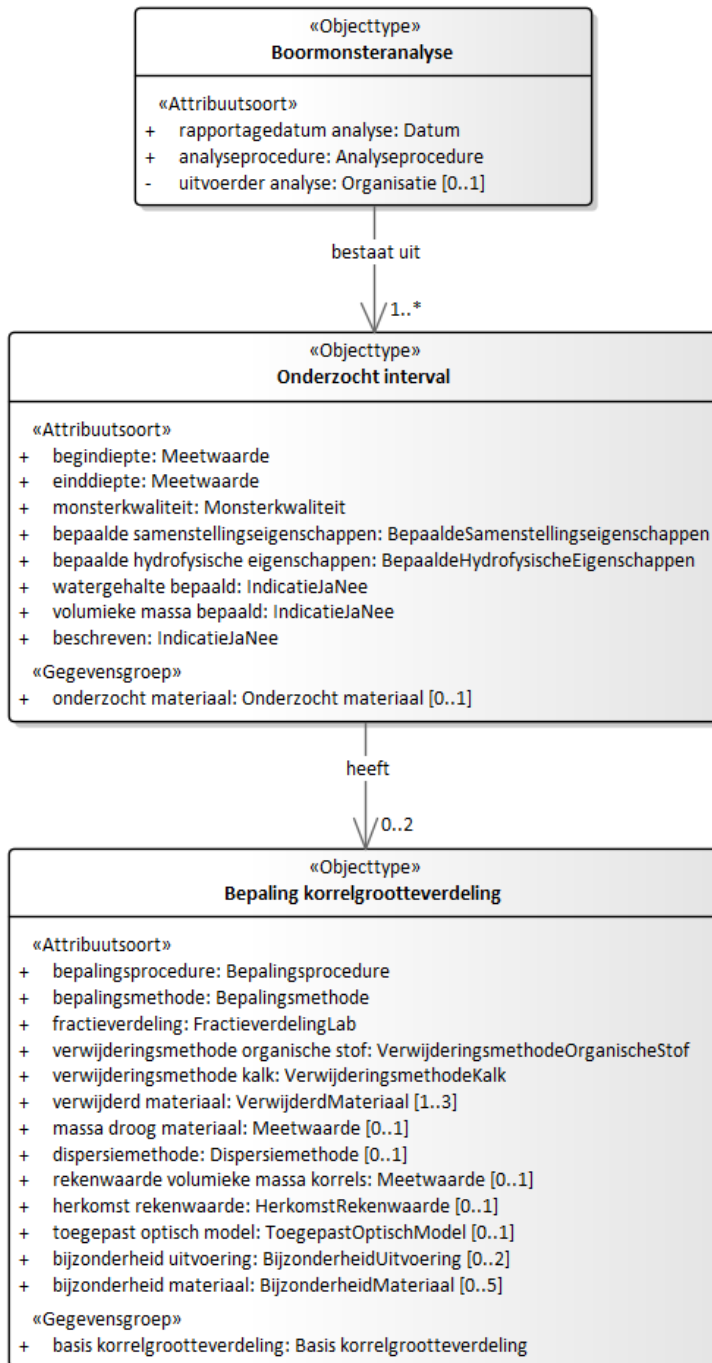 «Objecttype»
Boormonsteranalyse
«Attribuutsoort»
+ rapportagedatum analyse: Datum
+ analyseprocedure: Analyseprocedure
- uitvoerder analyse: Organisatie [0..1]
bestaat uit
1..*
«Objecttype»
Onderzocht interval
«Attribuutsoort»
+ begindiepte: Meetwaarde
+ einddiepte: Meetwaarde
+ monsterkwaliteit: Monsterkwaliteit
+ bepaalde samenstellingseigenschappen: BepaaldeSamenstellingseigenschappen
+ bepaalde hydrofysische eigenschappen: BepaaldeHydrofysischeEigenschappen
+ watergehalte bepaald: IndicatieJaNee
+ volumieke massa bepaald: IndicatieJaNee
+ beschreven: IndicatieJaNee
«Gegevensgroep»
+ onderzocht materiaal: Onderzocht materiaal [0..1]
heeft
0..2
«Objecttype»
Bepaling korrelgrootteverdeling
«Attribuutsoort»
+ bepalingsprocedure: Bepalingsprocedure
+ bepalingsmethode: Bepalingsmethode
+ fractieverdeling: FractieverdelingLab
+ verwijderingsmethode organische stof: VerwijderingsmethodeOrganischeStof
+ verwijderingsmethode kalk: VerwijderingsmethodeKalk
+ verwijderd materiaal: VerwijderdMateriaal [1..3]
+ massa droog materiaal: Meetwaarde [0..1]
+ dispersiemethode: Dispersiemethode [0..1]
+ rekenwaarde volumieke massa korrels: Meetwaarde [0..1]
+ herkomst rekenwaarde: HerkomstRekenwaarde [0..1]
+ toegepast optisch model: ToegepastOptischModel [0..1]
+ bijzonderheid uitvoering: BijzonderheidUitvoering [0..2]
+ bijzonderheid materiaal: BijzonderheidMateriaal [0..5]
«Gegevensgroep»
+ basis korrelgrootteverdeling: Basis korrelgrootteverdeling